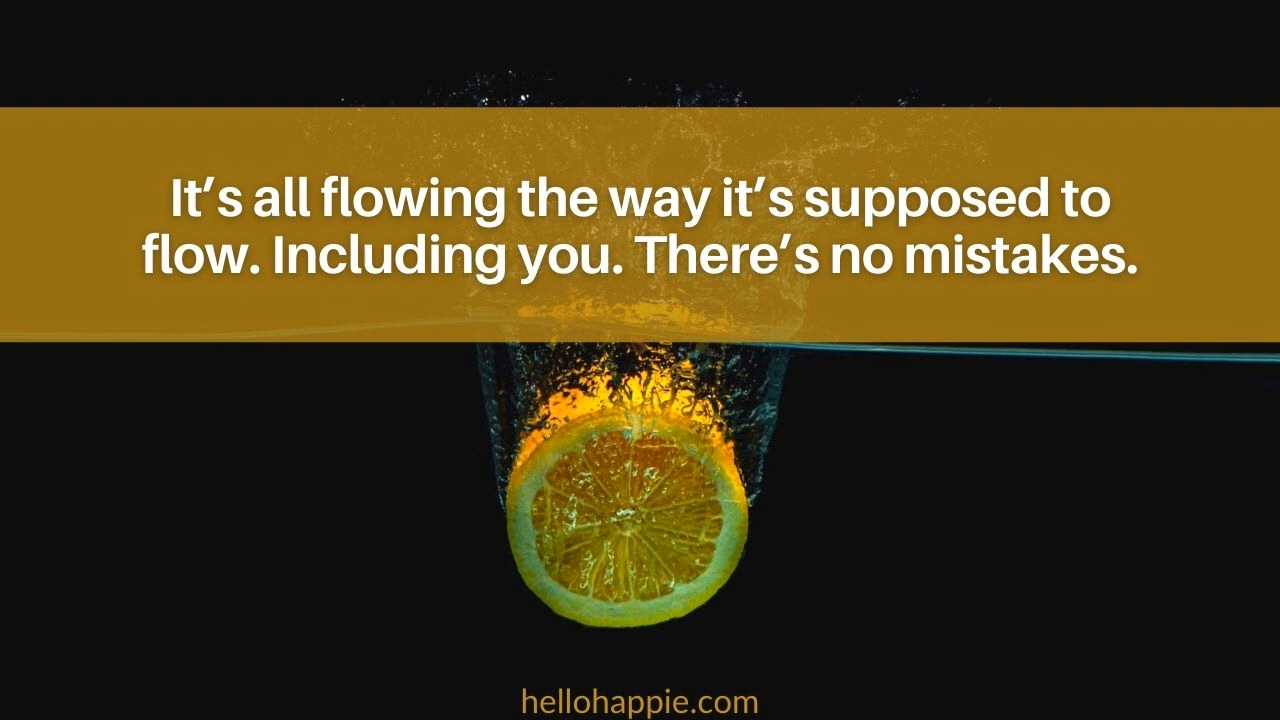 It’s all flowing the way it’s supposed to
flow. Including you. There’s no mistakes.
hellohappie.com